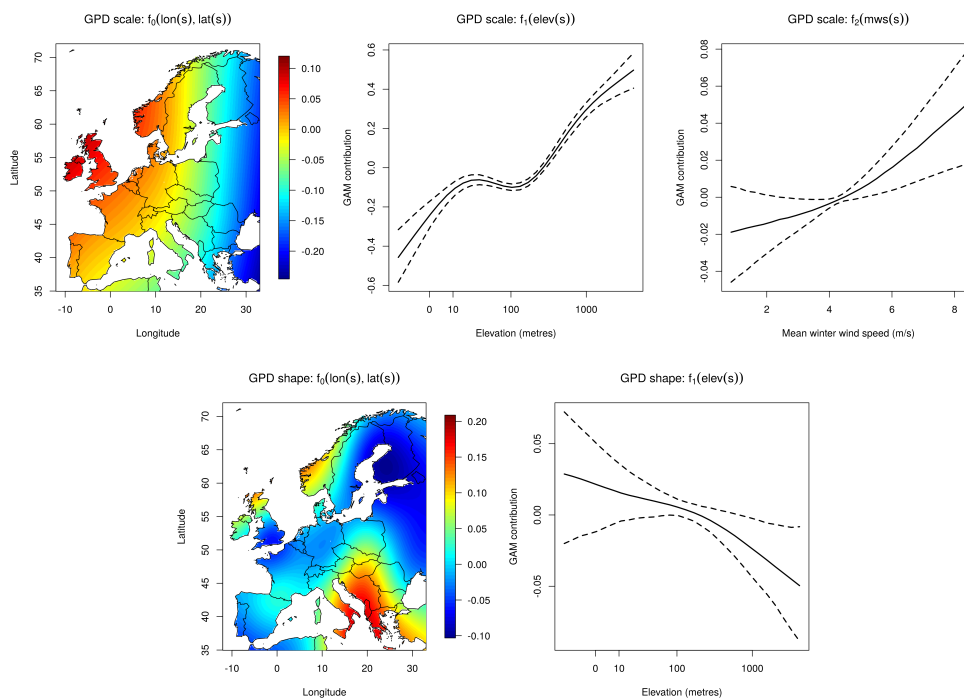 GPD scale: f0(lon(s), lat(s))
70
65
60
55
50
45
40
35
Latitude
-10 0 10 20 30
Longitude
0.10
0.05
0.00
-0.05
-0.10
-0.15
-0.20
GPD scale: f1(elev(s))
0.6
0.4
0.2
0.0
-0.2
-0.4
-0.6
GAM contribution
0 10 100 1000
Elevation (metres)
GPD scale: f2(mws(s))
0.08
0.06
0.04
0.02
0.00
-0.02
-0.04
GAM contribution
2 4 6 8
Mean winter wind speed (m/s)
GPD shape: f0(lon(s), lat(s))
70
65
60
55
50
45
40
35
Latitude
-10 0 10 20 30
Longitude
0.20
0.15
0.10
0.05
0.00
-0.05
-0.10
GPD shape: f1(elev(s))
0.05
0.00
-0.05
GAM contribution
0 10 100 1000
Elevation (metres)